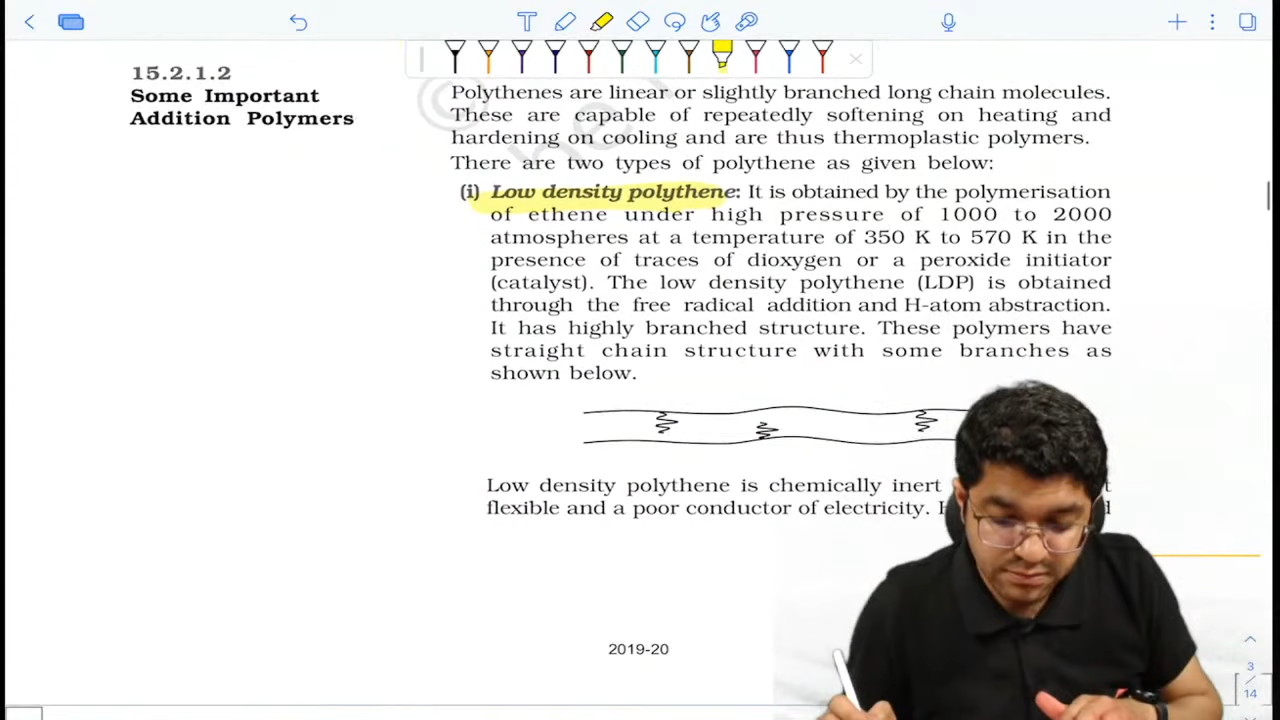 15.2.1.2
Some Important
Addition Polymers
Polythenes are linear or slightly branched long chain molecules.
These are capable of repeatedly softening on heating and
hardening on cooling and are thus thermoplastic polymers.
There are two types of polythene as given below:
(i) Low density polythene: It is obtained by the polymerisation
of ethene under high pressure of 1000 to 2000
atmospheres at a temperature of 350 K to 570 K in the
presence of traces of dioxygen or a peroxide initiator
(catalyst). The low density polythene (LDP) is obtained
through the free radical addition and H-atom abstraction.
It has highly branched structure. These polymers have
straight chain structure with some branches as
shown below.
Low density polythene is chemically inert
flexible and a poor conductor of electricity.
2019-20
3
/
14